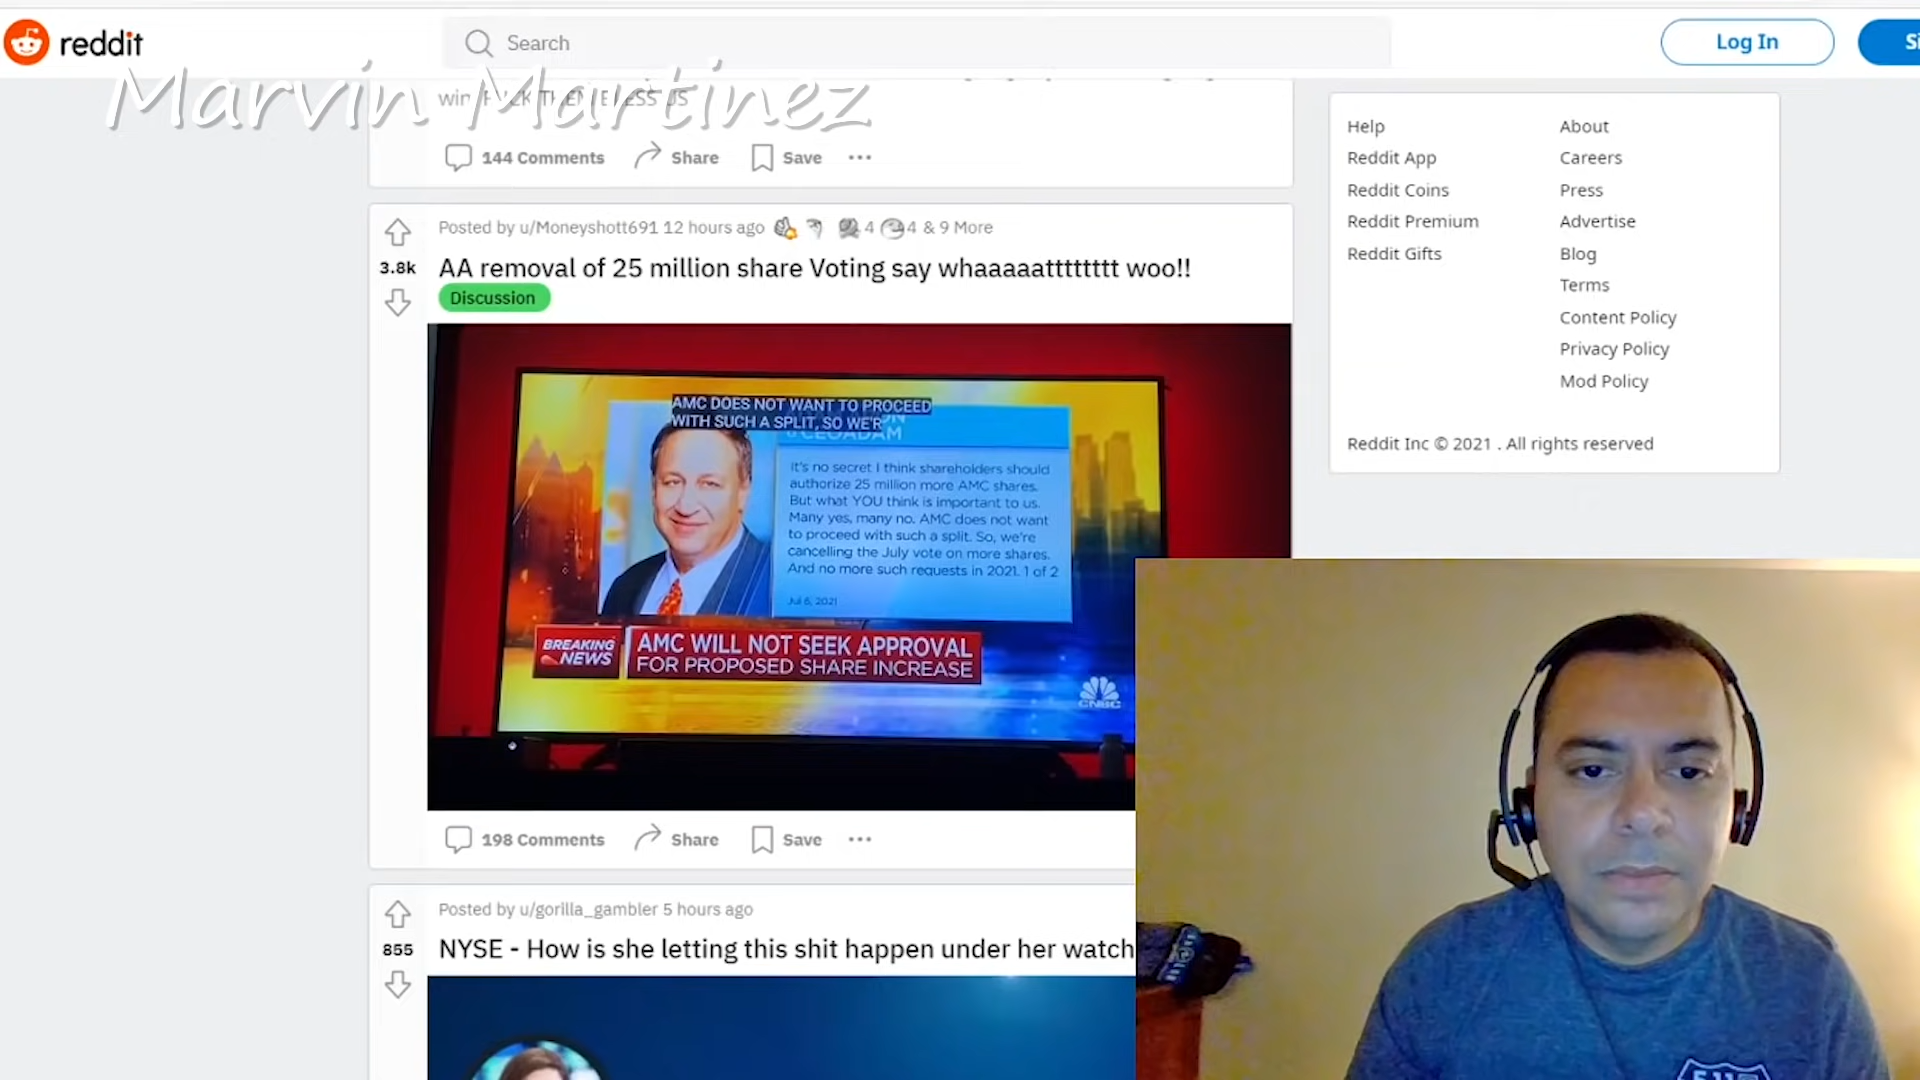 reddit
Search
Log In
Marvin Martinez
144 Comments
Share
Save
Posted by u/Moneyshott691 12 hours ago
4
4 & 9 More
3.8k
AA removal of 25 million share Voting say whaaaaatttttttt woo!!
Discussion
AMC DOES NOT WANT TO PROCEED
WITH SUCH A SPLIT, SO WE'R
It's no secret I think shareholders should
authorize 25 million more AMC shares.
But what YOU think is important to us.
Many yes, many no. AMC does not want
to proceed with such a split. So, we're
cancelling the July vote on more shares.
And no more such requests in 2021. 1 of 2
Jul 6, 2021
BREAKING
NEWS
AMC WILL NOT SEEK APPROVAL
FOR PROPOSED SHARE INCREASE
CNBC
198 Comments
Share
Save
Posted by u/gorilla_gambler 5 hours ago
855
NYSE - How is she letting this shit happen under her watch
Help
Reddit App
Reddit Coins
Reddit Premium
Reddit Gifts
About
Careers
Press
Advertise
Blog
Terms
Content Policy
Privacy Policy
Mod Policy
Reddit Inc © 2021 . All rights reserved